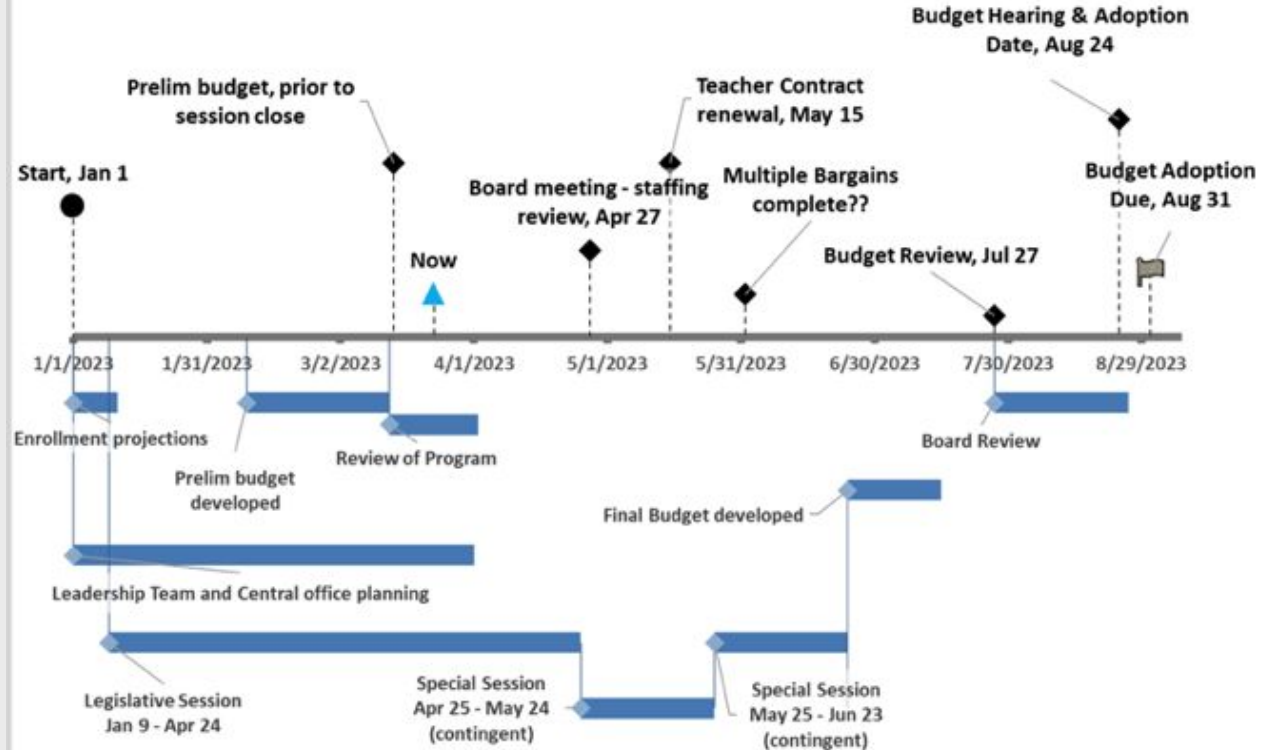 Budget Hearing & Adoption
Date, Aug 24
Prelim budget, prior to
session close
Teacher Contract
renewal, May 15
Start, Jan 1
Board meeting - staffing
review, Apr 27
Multiple Bargains
complete??
Budget Adoption
Due, Aug 31
Now
Budget Review, Jul 27
1/1/2023
1/31/2023
3/2/2023
4/1/2023
5/1/2023
5/31/2023
6/30/2023
7/30/2023
8/29/2023
Enrollment projections
Prelim budget
developed
Review of Program
Board Review
Final Budget developed
Leadership Team and Central office planning
Legislative Session
Jan 9 - Apr 24
Special Session
Apr 25 - May 24
(contingent)
Special Session
May 25 - Jun 23
(contingent)